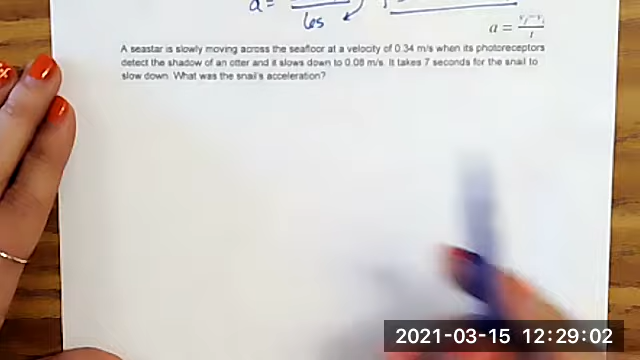 a=
6s
a = vf−vi
t
A seastar is slowly moving across the seafloor at a velocity of 0.34 m/s when its photoreceptors
detect the shadow of an otter and it slows down to 0.08 m/s. It takes 7 seconds for the snail to
slow down. What was the snail's acceleration?
2021-03-15 12:29:02